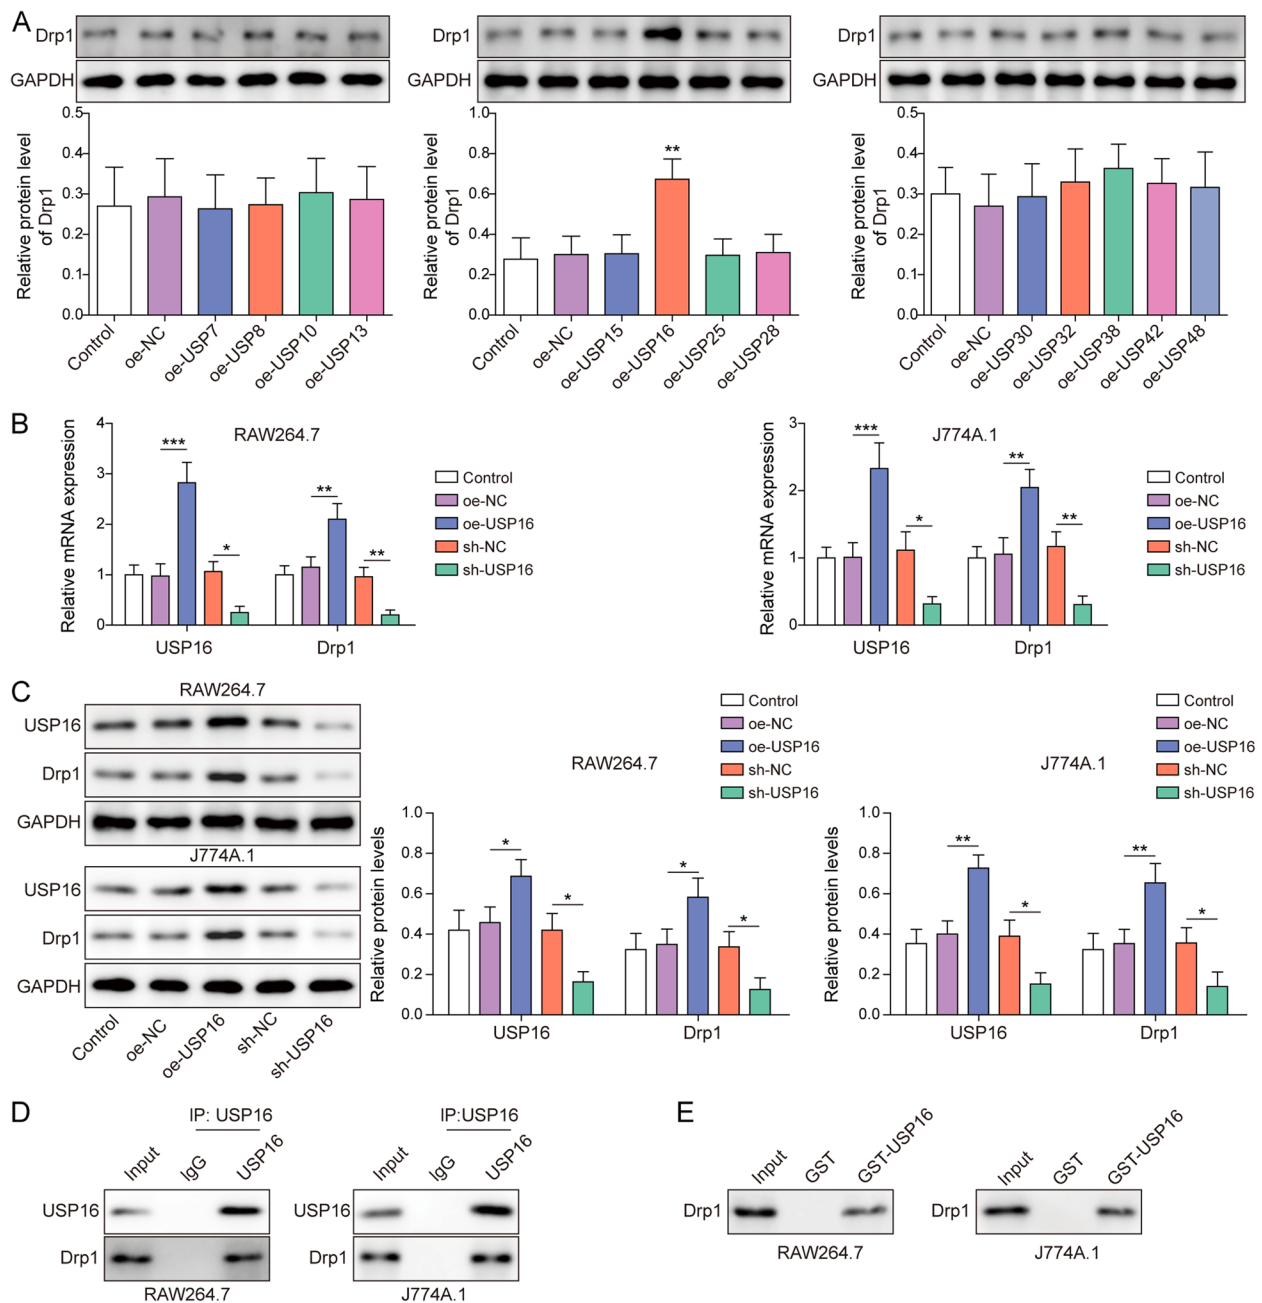 A
Drp1
GAPDH
Relative protein level
of Drp1
0.5
0.4
0.3
0.2
0.1
0.0
Control
oe-NC
oe-USP7
oe-USP8
oe-USP10
oe-USP13
Drp1
GAPDH
Relative protein level
of Drp1
1.0
0.8
0.6
0.4
0.2
0.0
**
Control
oe-NC
oe-USP15
oe-USP16
oe-USP25
oe-USP28
Drp1
GAPDH
Relative protein level
of Drp1
0.5
0.4
0.3
0.2
0.1
0.0
Control
oe-NC
oe-USP30
oe-USP32
oe-USP38
oe-USP42
oe-USP48
B
Relative mRNA expression
4
3
2
1
0
RAW264.7
***
*
**
**
USP16
Drp1
Control
oe-NC
oe-USP16
sh-NC
sh-USP16
Relative mRNA expression
3
2
1
0
J774A.1
***
*
**
**
USP16
Drp1
Control
oe-NC
oe-USP16
sh-NC
sh-USP16
C
RAW264.7
USP16
Drp1
GAPDH
J774A.1
USP16
Drp1
GAPDH
Control
oe-NC
oe-USP16
sh-NC
sh-USP16
Control
oe-NC
oe-USP16
sh-NC
sh-USP16
RAW264.7
Relative protein levels
1.0
0.8
0.6
0.4
0.2
0.0
*
*
*
*
USP16
Drp1
Control
oe-NC
oe-USP16
sh-NC
sh-USP16
J774A.1
Relative protein levels
1.0
0.8
0.6
0.4
0.2
0.0
**
*
**
*
USP16
Drp1
D
IP: USP16
Input
IgG
USP16
USP16
Drp1
RAW264.7
IP:USP16
Input
IgG
USP16
USP16
Drp1
J774A.1
E
Input
GST
GST-USP16
Drp1
RAW264.7
Input
GST
GST-USP16
Drp1
J774A.1